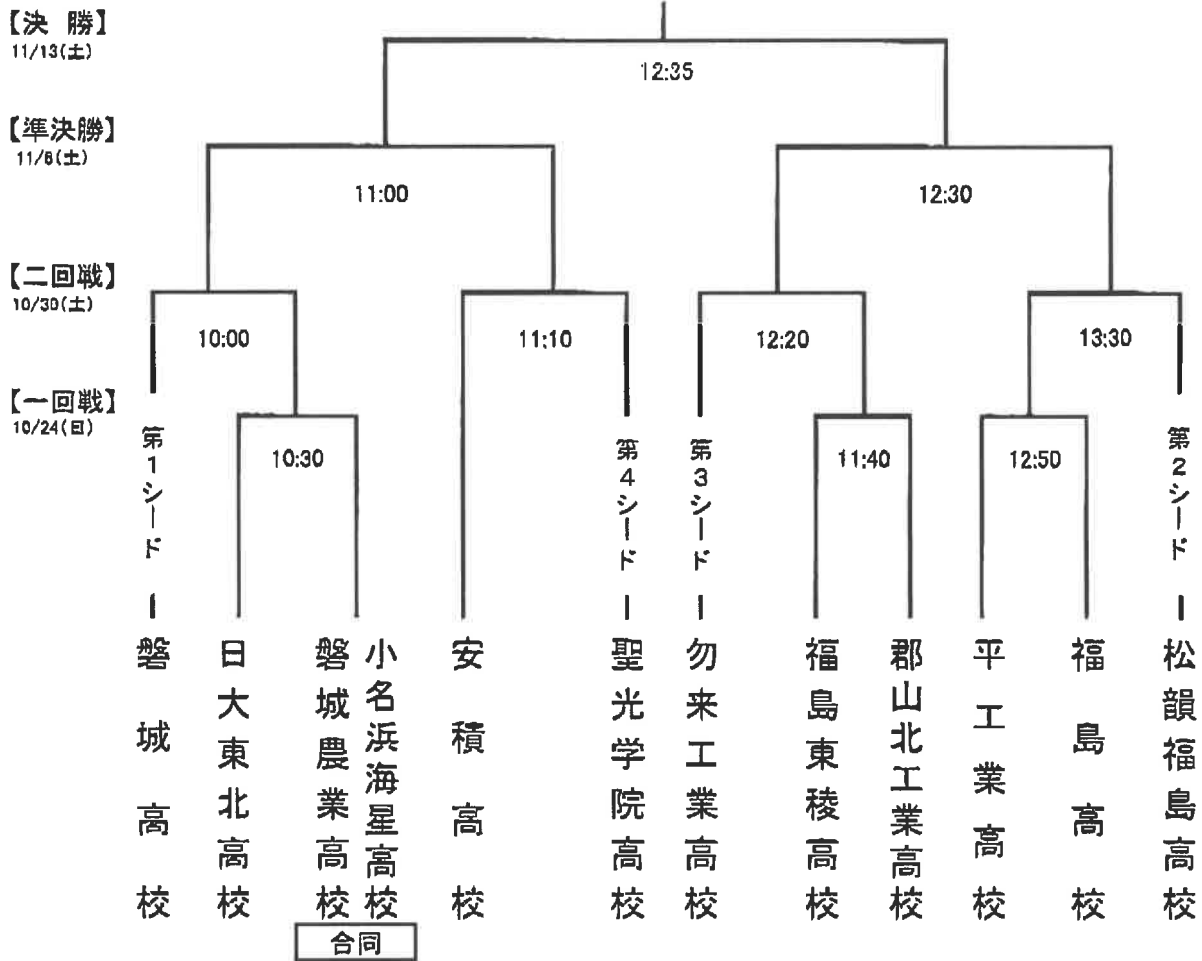 【決 勝】
11/13(土)
12:35
【準決勝】
11/6(土)
11:00
12:30
【二回戦】
10/30(土)
10:00
11:10
12:20
13:30
【一回戦】
10/24(日)
10:30
11:40
12:50
第1シード
第4シード
第3シード
第2シード
磐城高校
日大東北高校
磐城農業高校
小名浜海星高校
安積高校
聖光学院高校
勿来工業高校
福島東稜高校
郡山北工業高校
平工業高校
福島高校
松韻福島高校
合同